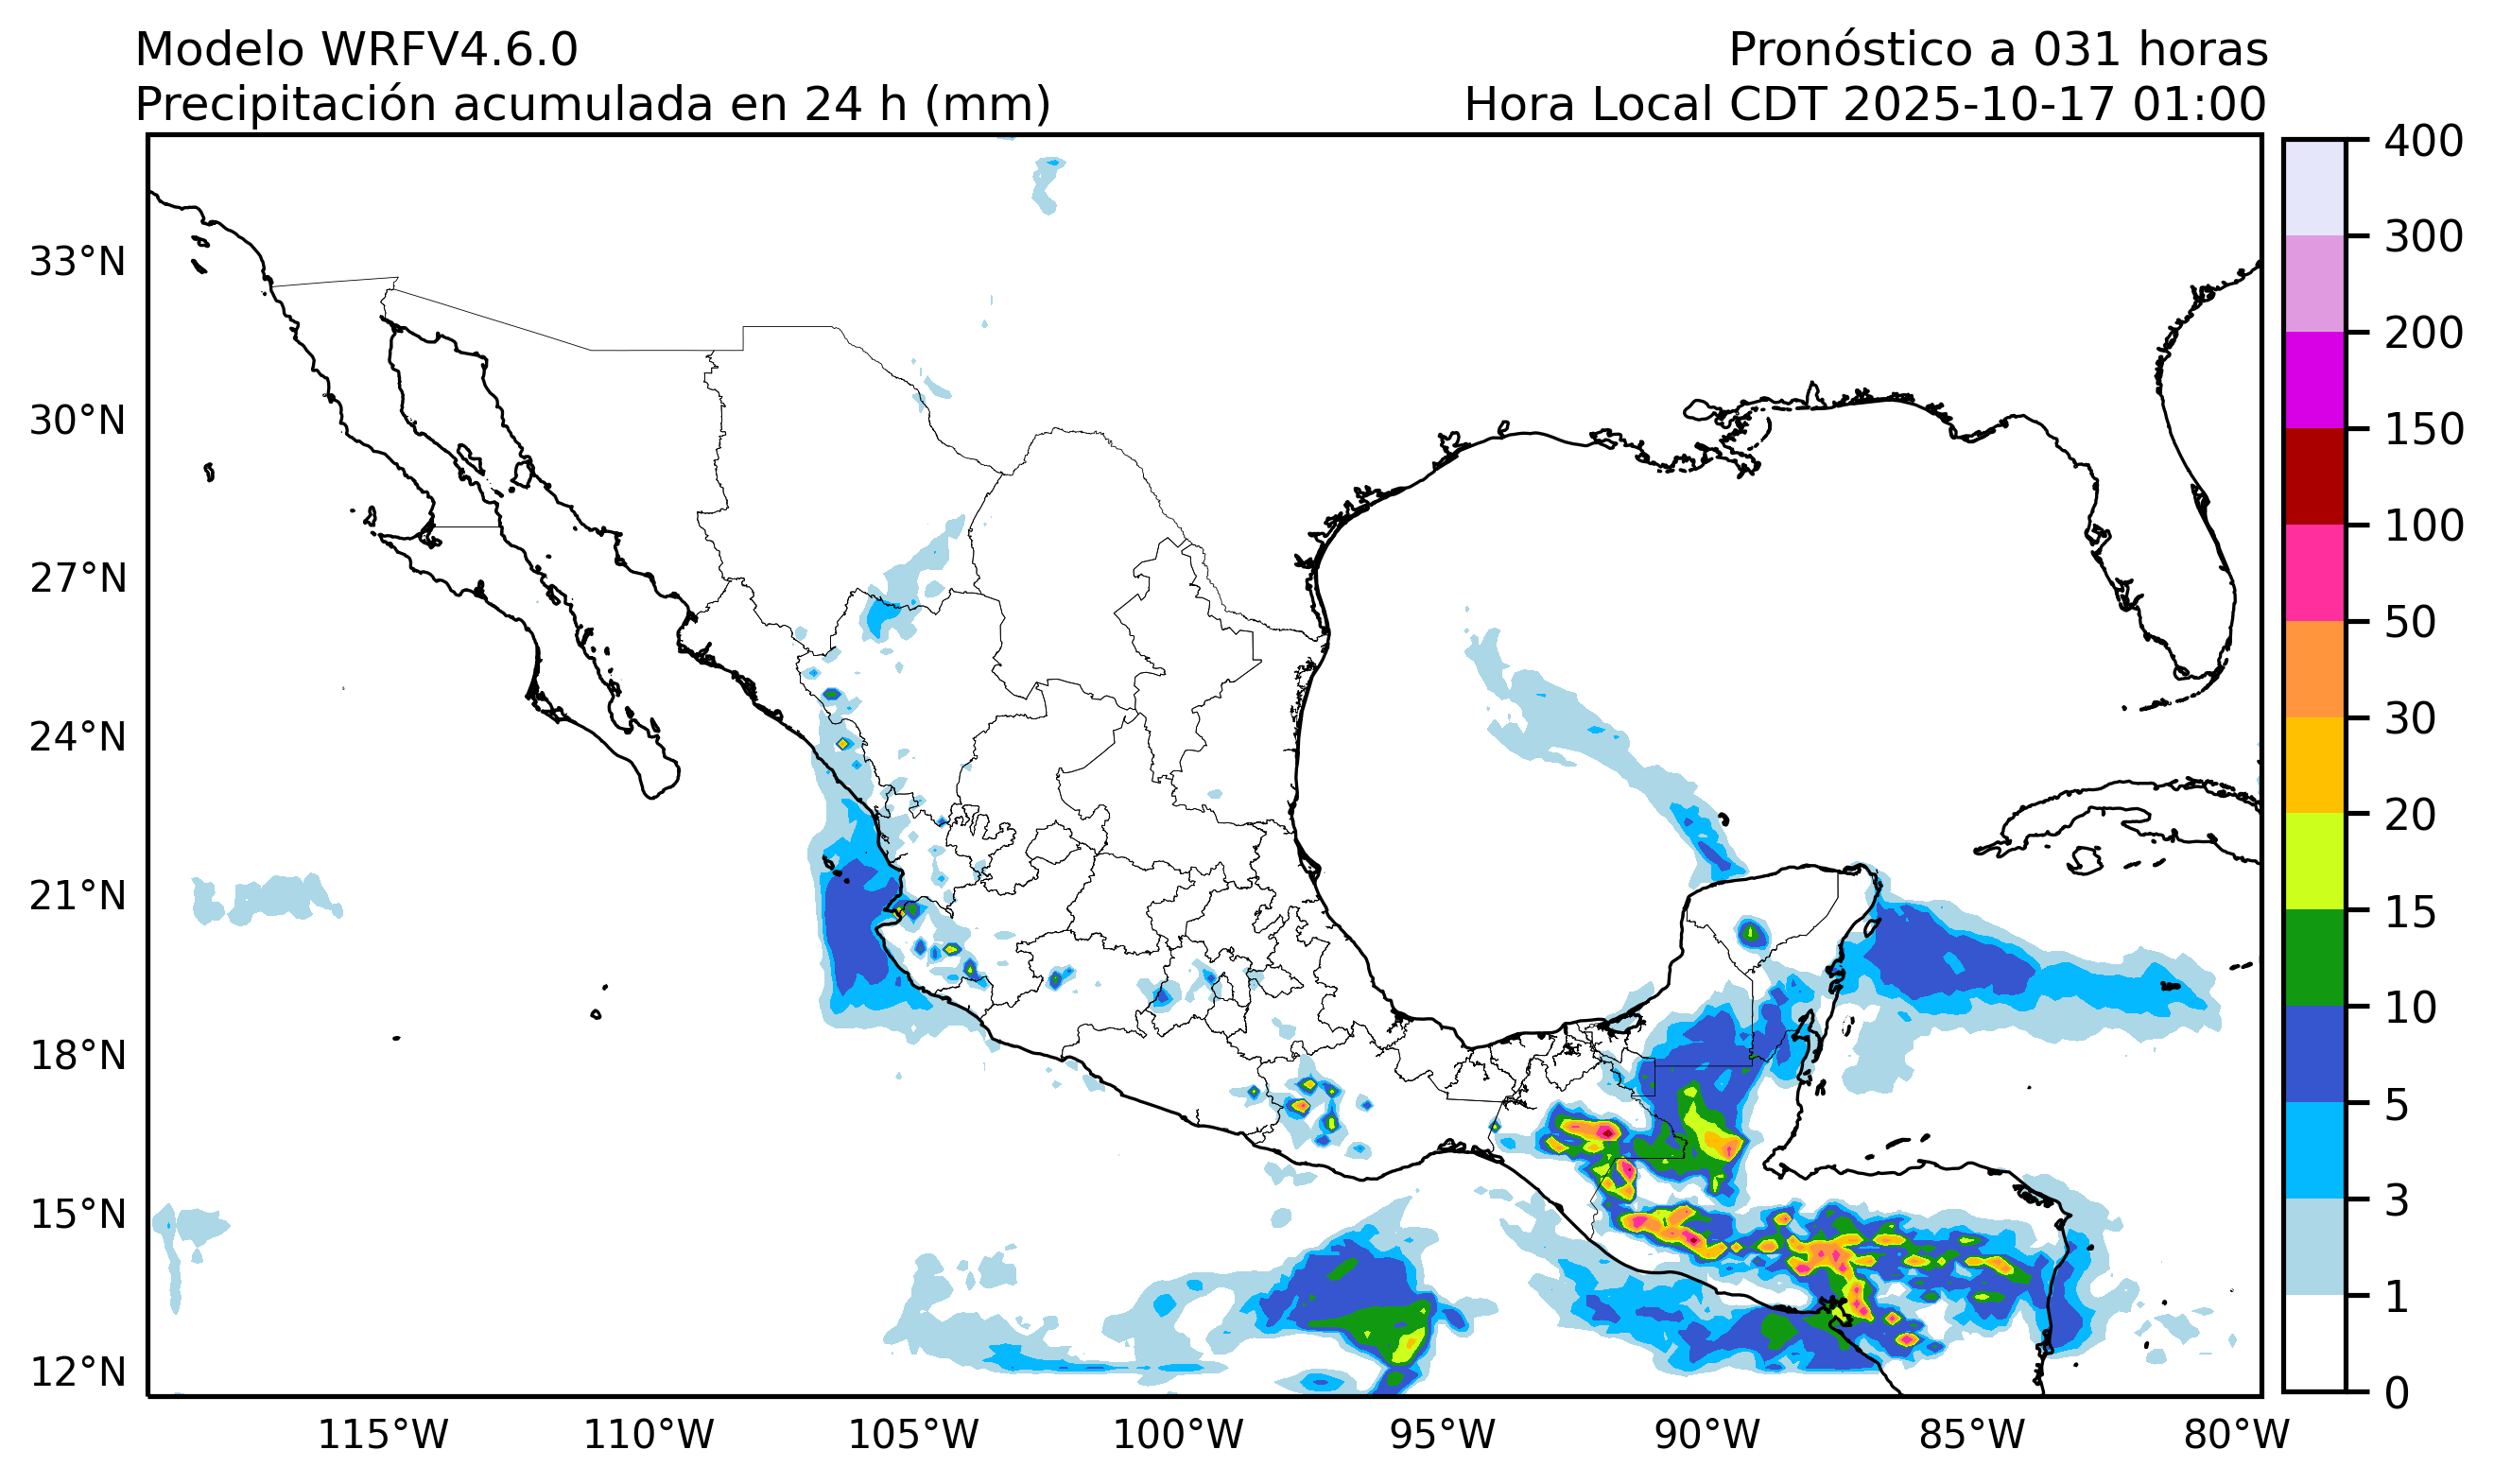 Modelo WRFV4.6.0
Pronóstico a 031 horas
Precipitación acumulada en 24 h (mm)
Hora Local CDT 2025-10-17 01:00
33°N
30°N
27°N
24°N
21°N
18°N
15°N
12°N
115°W
110°W
105°W
100°W
95°W
90°W
85°W
80°W
400
300
200
150
100
50
30
20
15
10
5
3
1
0